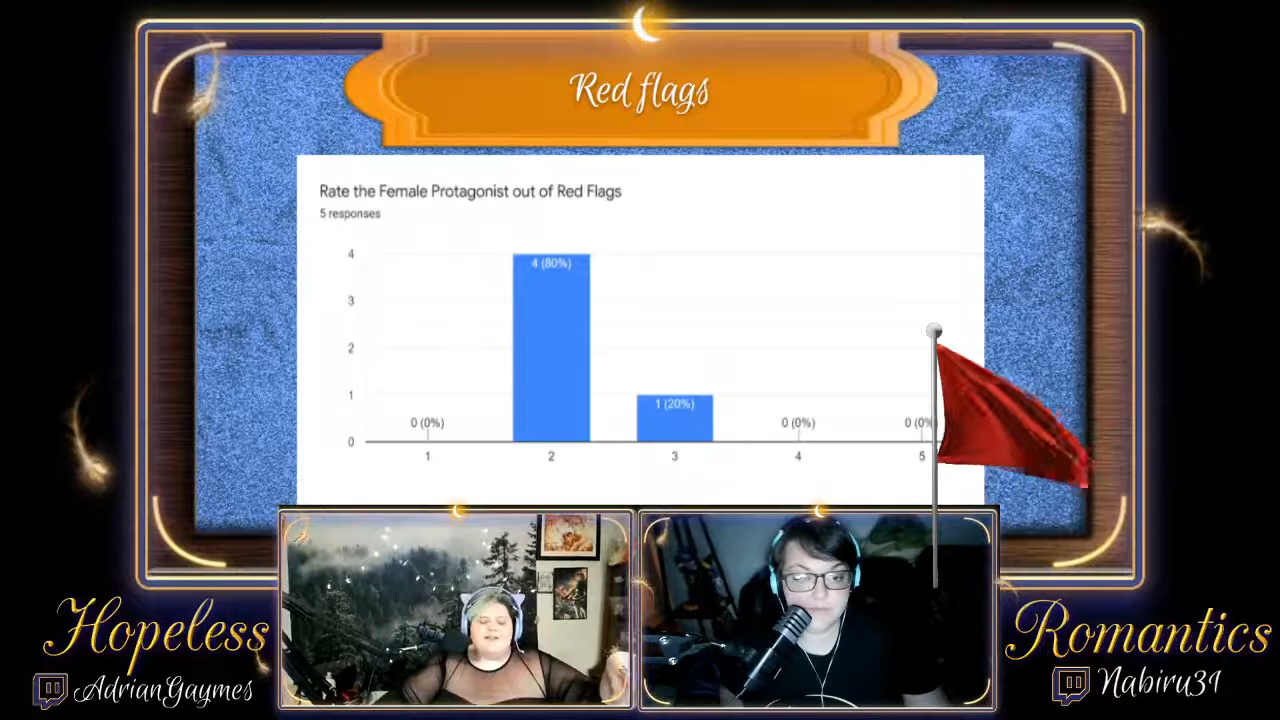 Red flags
Rate the Female Protagonist out of Red Flags
5 responses
4
3
2
1
0
0 (0%)
4 (80%)
1 (20%)
0 (0%)
0 (0%
1
2
3
4
5
Hopeless
AdrianGaymes
Romantics
Nabiru31